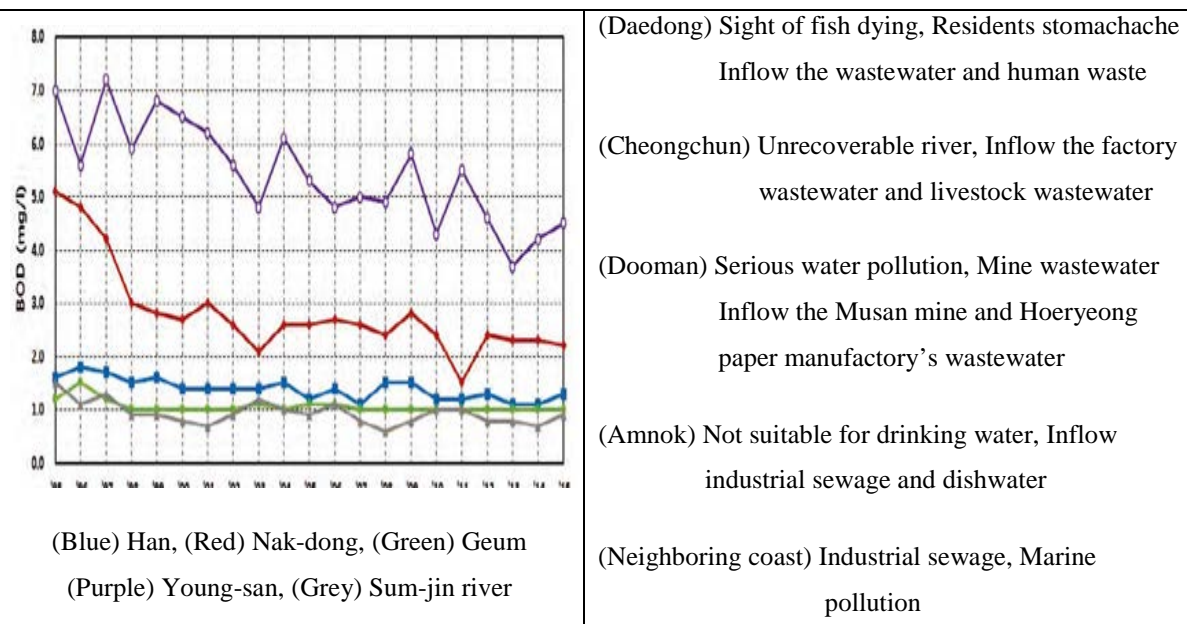 8.0
7.0
6.0
5.0
4.0
3.0
2.0
1.0
0.0
BOD (mg/l)
(Blue) Han, (Red) Nak-dong, (Green) Geum
(Purple) Young-san, (Grey) Sum-jin river
(Daedong) Sight of fish dying, Residents stomachache
Inflow the wastewater and human waste
(Cheongchun) Unrecoverable river, Inflow the factory
wastewater and livestock wastewater
(Dooman) Serious water pollution, Mine wastewater
Inflow the Musan mine and Hoeryeong
paper manufactory’s wastewater
(Amnok) Not suitable for drinking water, Inflow
industrial sewage and dishwater
(Neighboring coast) Industrial sewage, Marine
pollution